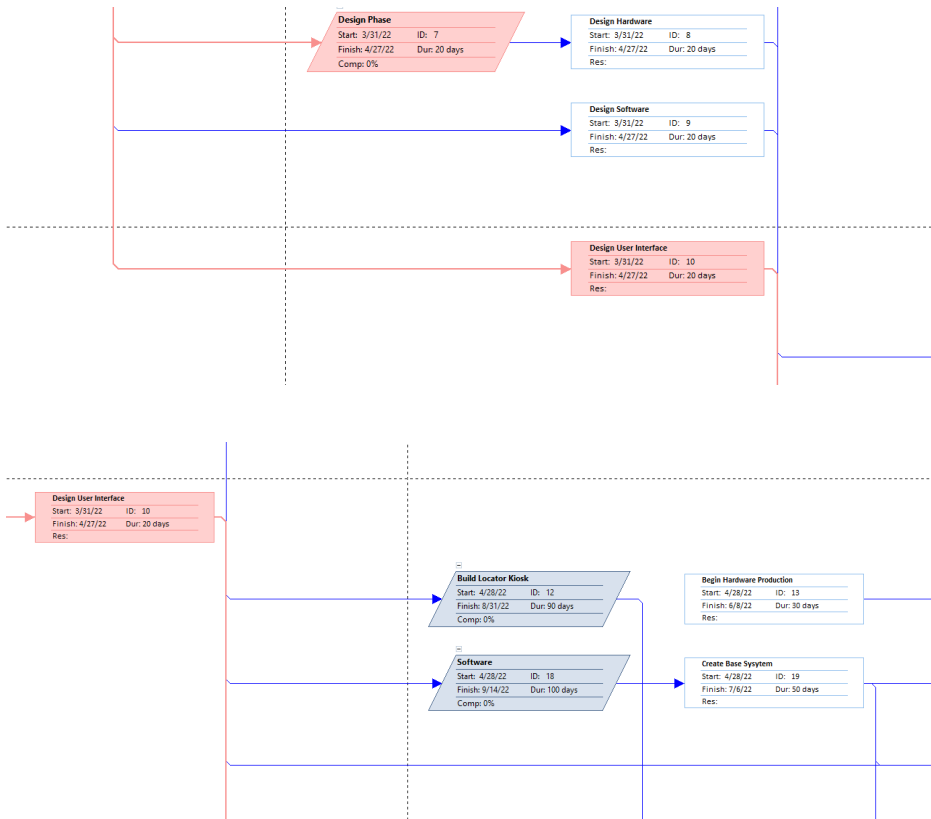 Design Phase
Start: 3/31/22 ID: 7
Finish: 4/27/22 Dur: 20 days
Comp: 0%
Design Hardware
Start: 3/31/22 ID: 8
Finish: 4/27/22 Dur: 20 days
Res:
Design Software
Start: 3/31/22 ID: 9
Finish: 4/27/22 Dur: 20 days
Res:
Design User Interface
Start: 3/31/22 ID: 10
Finish: 4/27/22 Dur: 20 days
Res:
Design User Interface
Start: 3/31/22 ID: 10
Finish: 4/27/22 Dur: 20 days
Res:
Build Locator Kiosk
Start: 4/28/22 ID: 12
Finish: 8/31/22 Dur: 90 days
Comp: 0%
Begin Hardware Production
Start: 4/28/22 ID: 13
Finish: 6/8/22 Dur: 30 days
Res:
Software
Start: 4/28/22 ID: 18
Finish: 9/14/22 Dur: 100 days
Comp: 0%
Create Base Sysytem
Start: 4/28/22 ID: 19
Finish: 7/6/22 Dur: 50 days
Res: